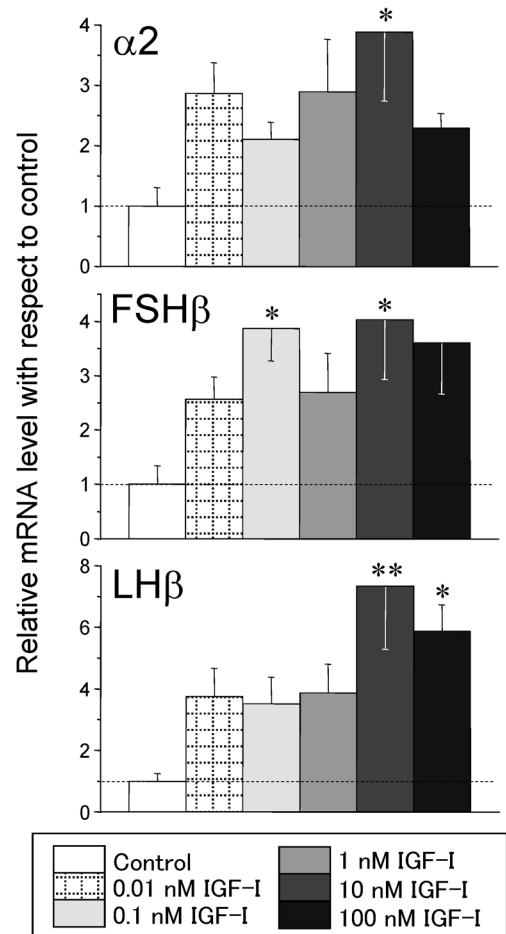 Relative mRNA level with respect to control
α2
*
4
3
2
1
0
FSHβ
*
*
4
3
2
1
0
LHβ
**
*
8
6
4
2
0
Control
0.01 nM IGF-I
0.1 nM IGF-I
1 nM IGF-I
10 nM IGF-I
100 nM IGF-I